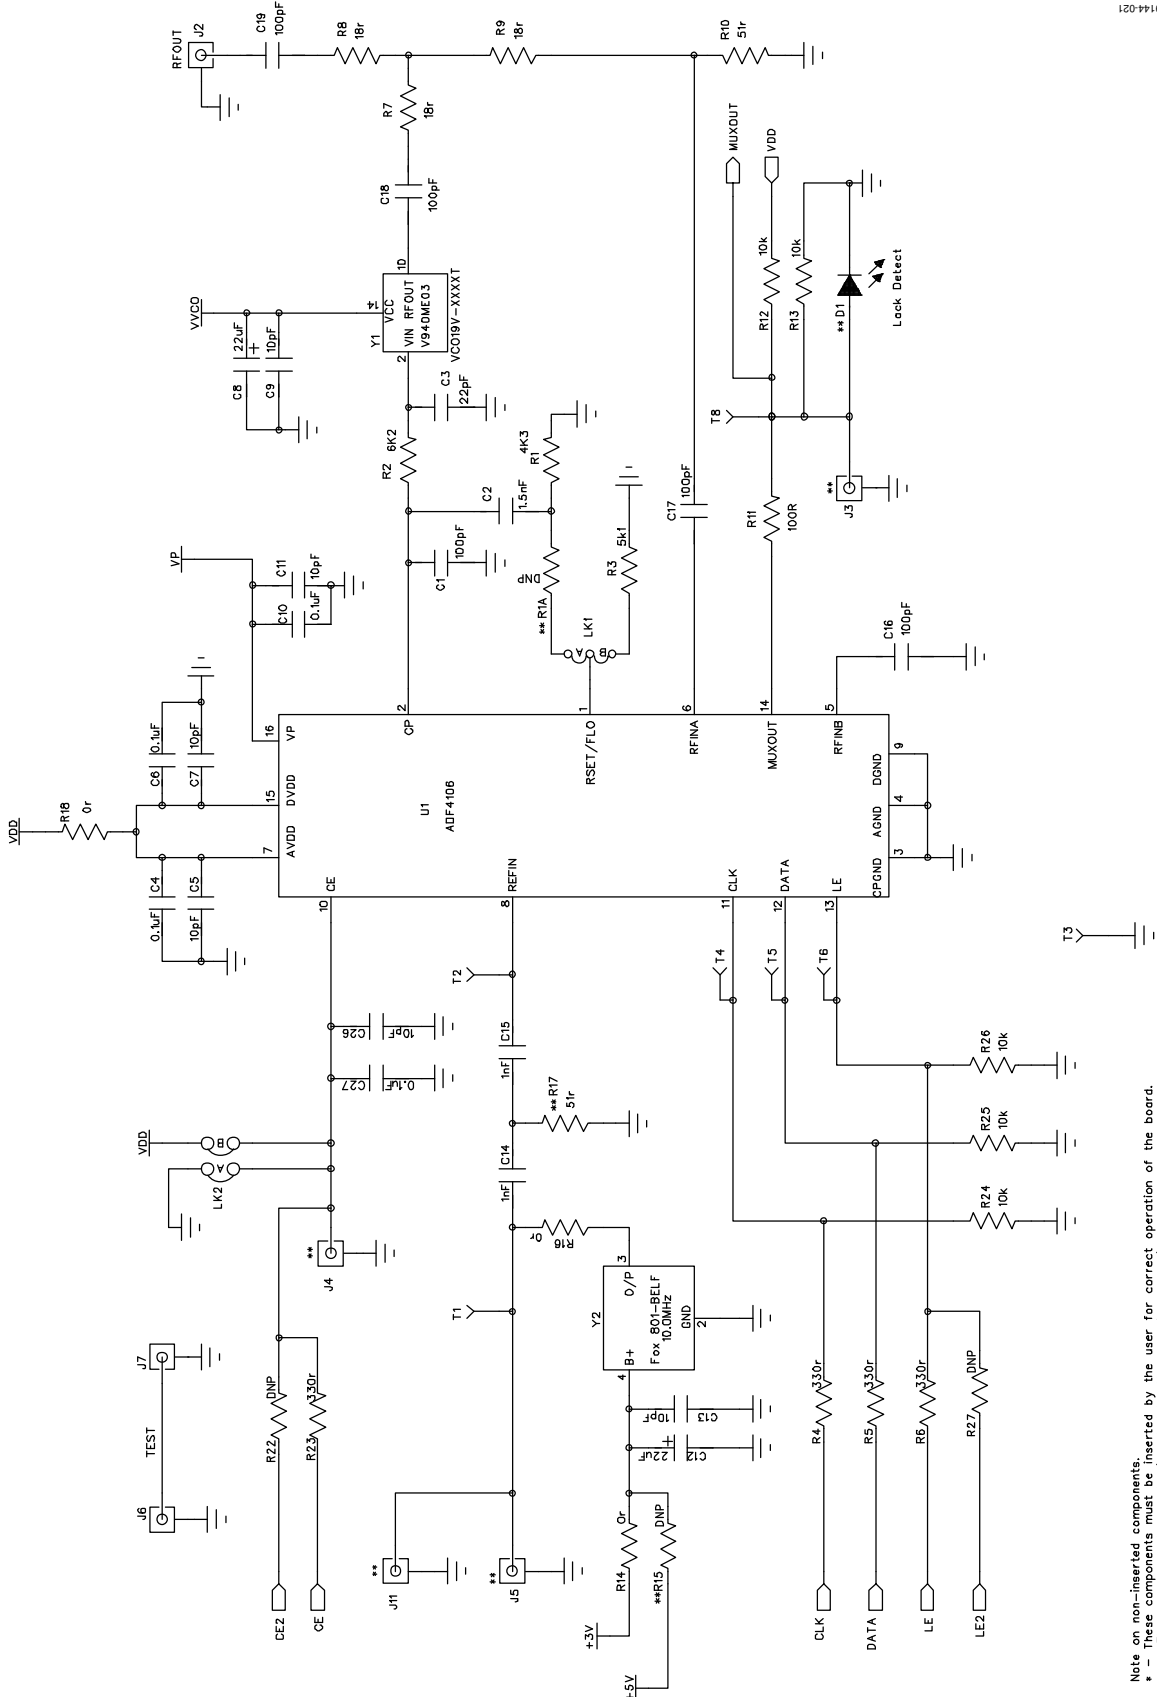 0144-021
RFOUT
J2
C19
100pF
R8
18r
R9
18r
R10
51r
R7
18r
C18
100pF
MUXOUT
VDD
VVCO
22uF
+
10pF
C8
C9
14
VCC
1O
Y1
VIN RFOUT
V940ME03
VCO19V-XXXXT
2
C3
22pF
R12
10k
R13
10k
** D1
Lock Detect
T8
R2
6K2
4K3
R1
C2
1.5nF
C1
100pF
DNP
** R1A
5k1
R3
LK1
A
B
C17
100pF
R11
100R
**
J3
VP
C11
10pF
C10
0.1uF
C16
100pF
VDD
R18
0r
0.1uF
C6
10pF
C7
C4
0.1uF
C5
10pF
16
VP
2
CP
1
RSET/FLO
6
RFINA
14
MUXOUT
5
RFINB
15
DVDD
7
AVDD
U1
ADF4106
9
DGND
4
AGND
3
CPGND
10
CE
8
REFIN
11
CLK
12
DATA
13
LE
T2
T4
T5
T6
T3
C26
10pF
C27
0.1uF
C15
1nF
** R17
51r
C14
1nF
VDD
B
A
LK2
**
J4
R26
10k
R25
10k
R24
10k
0r
R16
3
O/P
Y2
Fox 801-BELF
10.0MHz
GND
2
B+
4
T1
J7
TEST
J6
R22
DNP
R23
330r
10pF
C13
22uF
+
C12
R4
330r
R5
330r
R6
330r
R27
DNP
CE2
CE
**
J11
**
J5
R14
0r
**R15
DNP
+3V
+5V
CLK
DATA
LE
LE2
Note on non-inserted components.
* - These components must be inserted by the user for correct operation of the board.